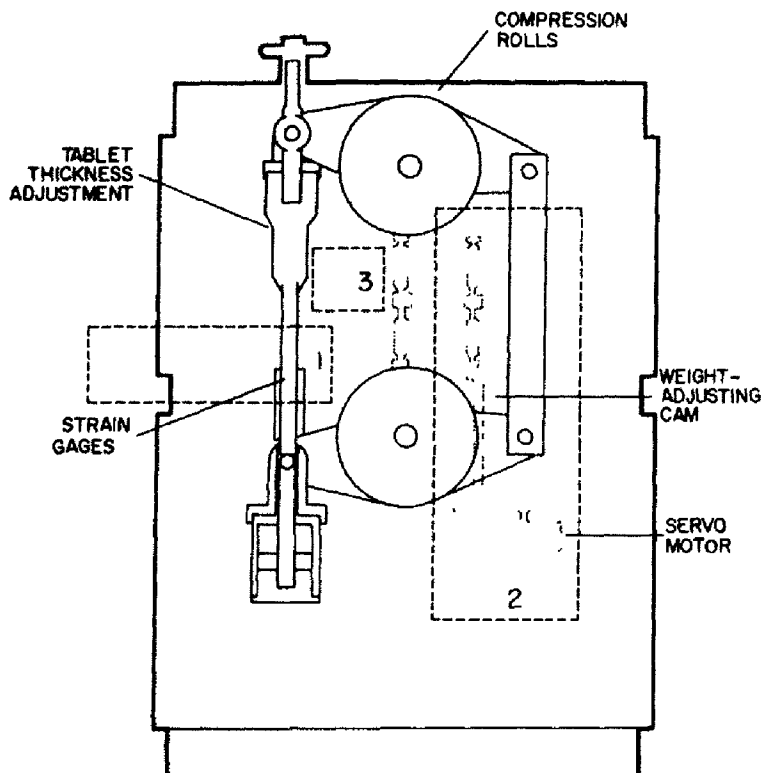 COMPRESSION
ROLLS
TABLET
THICKNESS
ADJUSTMENT
3
1
STRAIN
GAGES
WEIGHT-
ADJUSTING
CAM
SERVO
MOTOR
2